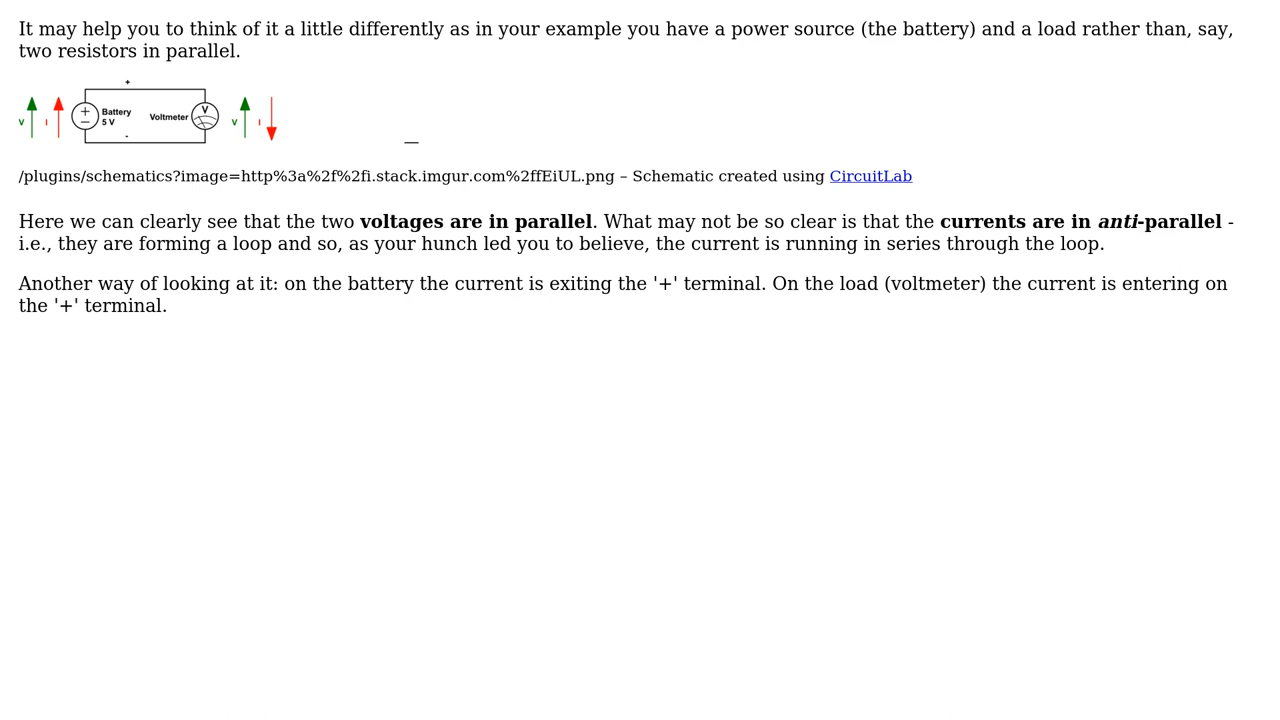 It may help you to think of it a little differently as in your example you have a power source (the battery) and a load rather than, say,
two resistors in parallel.
+
V I + − Battery
5 V
Voltmeter V V I
-
/plugins/schematics?image=http%3a%2f%2fi.stack.imgur.com%2ffEiUL.png – Schematic created using CircuitLab
Here we can clearly see that the two voltages are in parallel. What may not be so clear is that the currents are in anti-parallel -
i.e., they are forming a loop and so, as your hunch led you to believe, the current is running in series through the loop.
Another way of looking at it: on the battery the current is exiting the '+' terminal. On the load (voltmeter) the current is entering on
the '+' terminal.